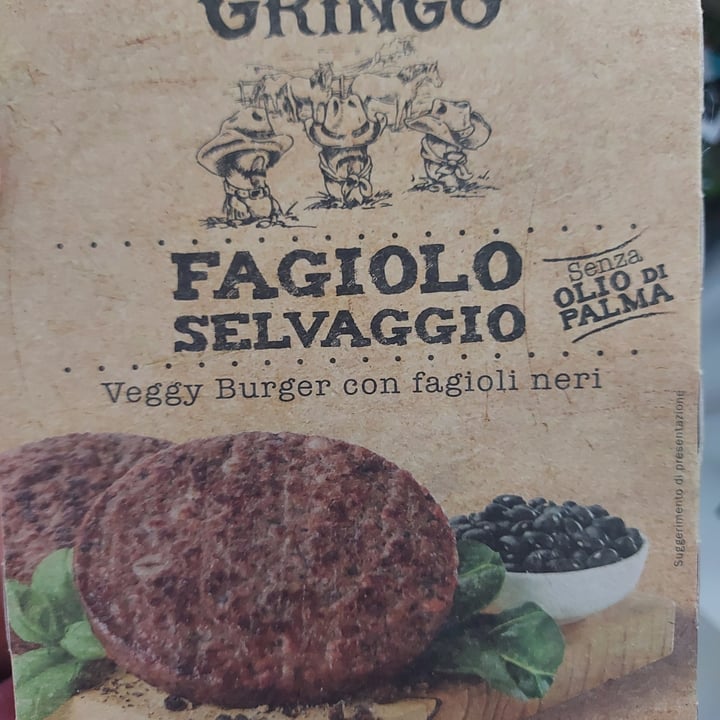 GRINGO
FAGIOLO
SELVAGGIO
Senza
OLIO DI
PALMA
Veggy Burger con fagioli neri
Suggerimento di presentazione